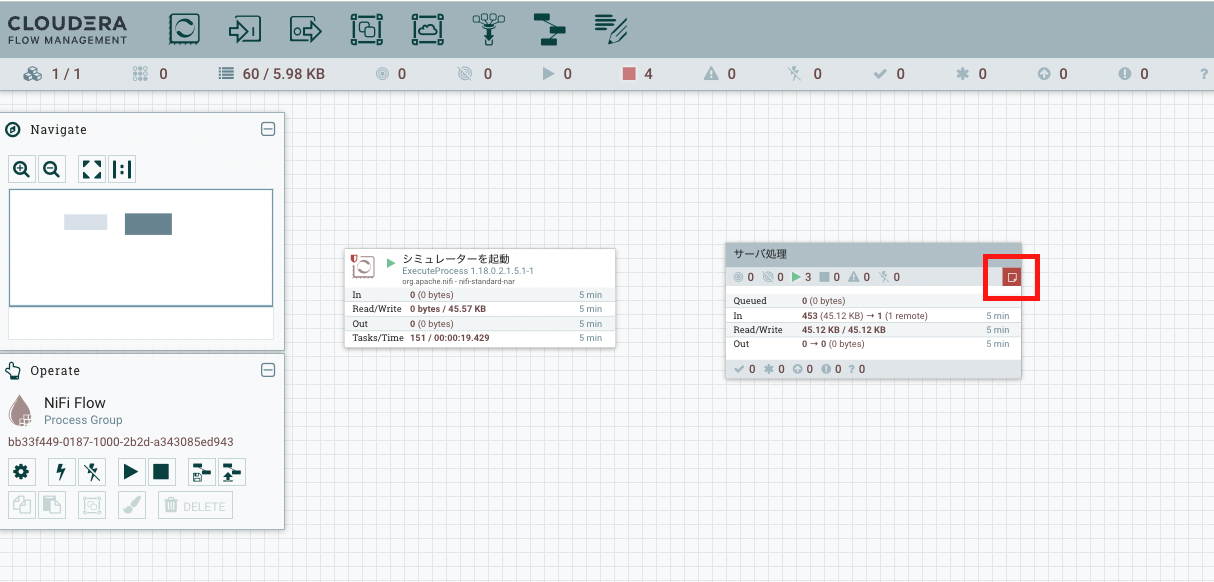 CLOUDERA
FLOW MANAGEMENT
1 / 1 0 60 / 5.98 KB 0 0 0 4 0 0 0 0 0 0 ?
Navigate
シミュレーターを起動
ExecuteProcess 1.18.0.2.1.5.1-1
org.apache.nifi - nifi-standard-nar
In 0 (0 bytes) 5 min
Read/Write 0 bytes / 45.57 KB 5 min
Out 0 (0 bytes) 5 min
Tasks/Time 151 / 00:00:19.429 5 min
サーバ処理
0 0 3 0 0 0
Queued 0 (0 bytes)
In 453 (45.12 KB) → 1 (1 remote) 5 min
Read/Write 45.12 KB / 45.12 KB 5 min
Out 0 → 0 (0 bytes) 5 min
0 0 0 0 ? 0
Operate
NiFi Flow
Process Group
bb33f449-0187-1000-2b2d-a343085ed943
DELETE